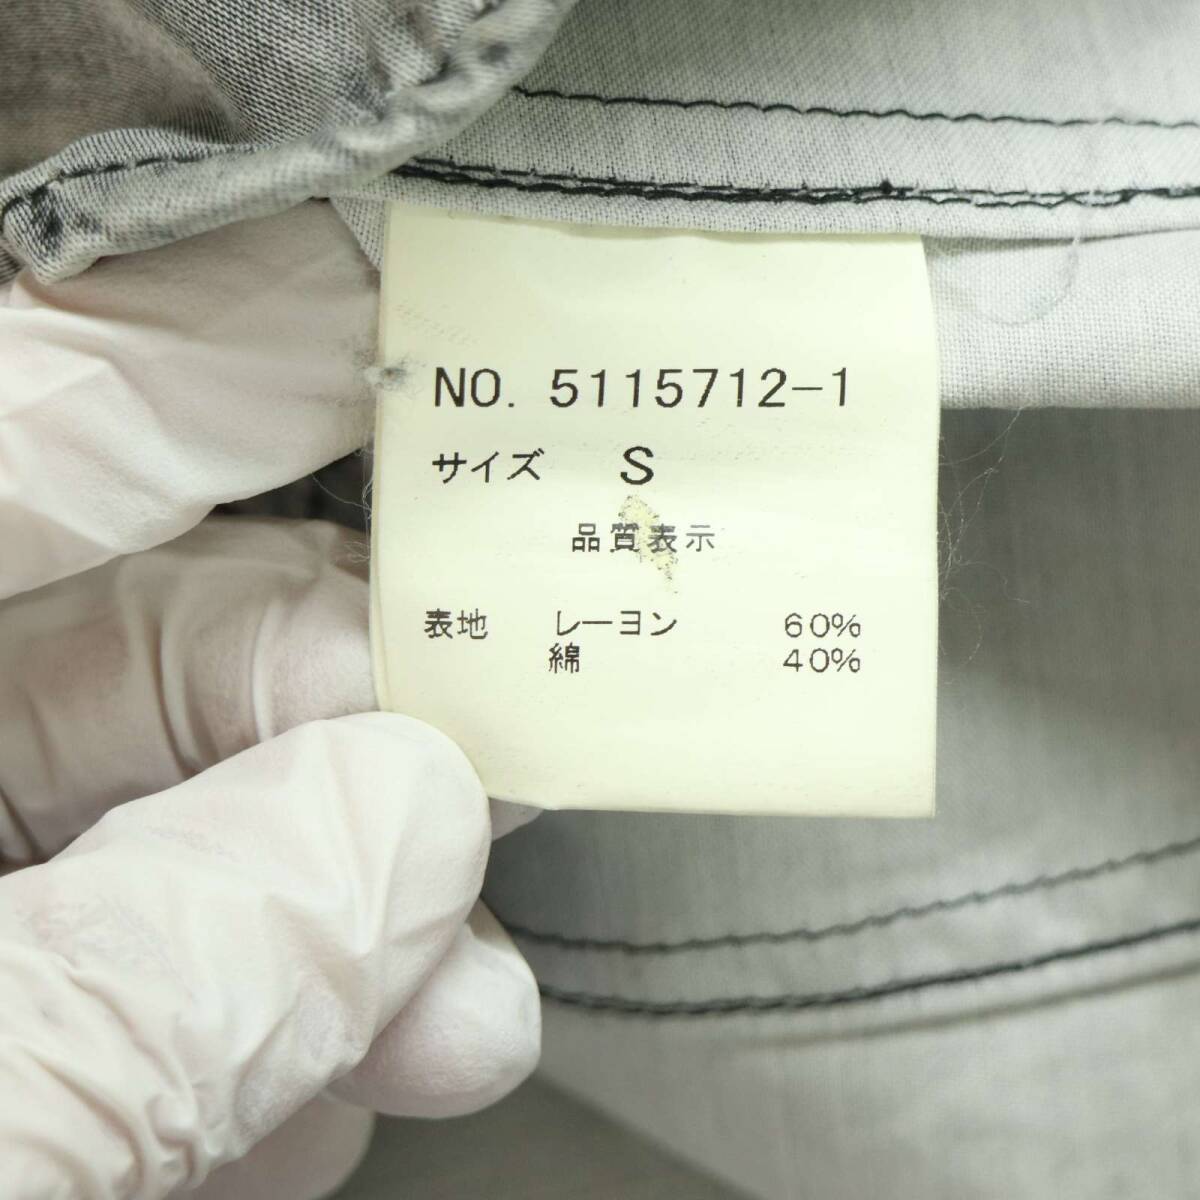 NO. 5115712-1
サイズ S
品質表示
表地 レーヨン 60%
綿 40%